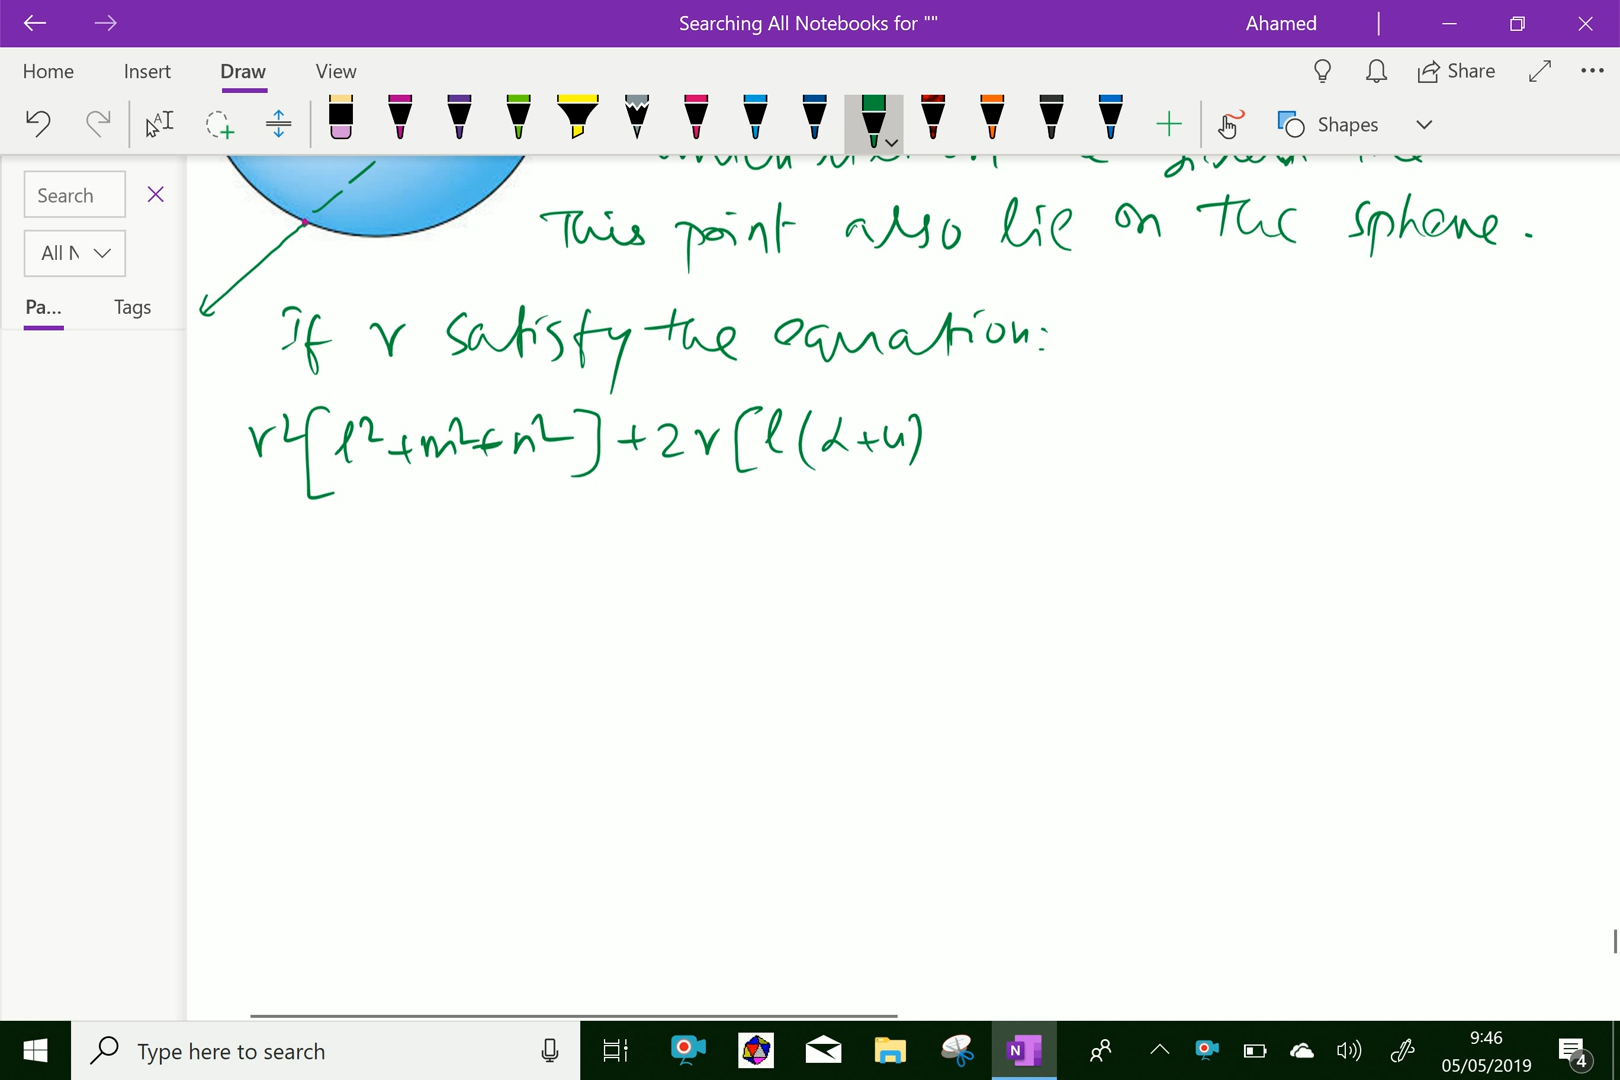 Searching All Notebooks for ""
Ahamed
Home Insert Draw View
Share
Shapes
Search
All N
Pa... Tags
This point also lie on the sphere.
If r satisfy the equation:
r²[l²+m²+n²]+2r[l(α+u)
Type here to search
N
9:46
05/05/2019
4